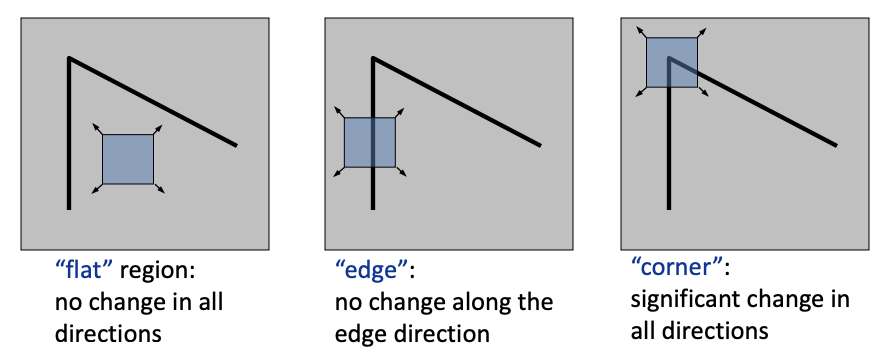 “flat” region:
no change in all
directions
“edge”:
no change along the
edge direction
“corner”:
significant change in
all directions